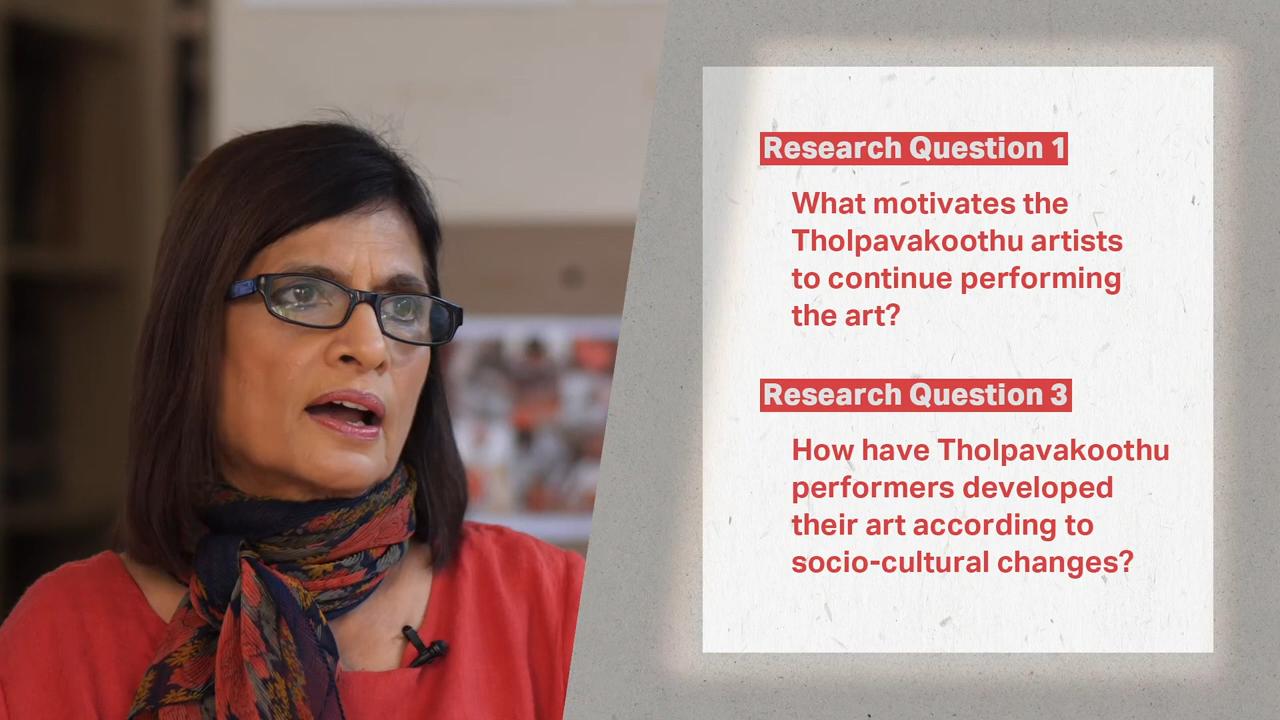 Research Question 1
What motivates the
Tholpavakoothu artists
to continue performing
the art?
Research Question 3
How have Tholpavakoothu
performers developed
their art according to
socio-cultural changes?